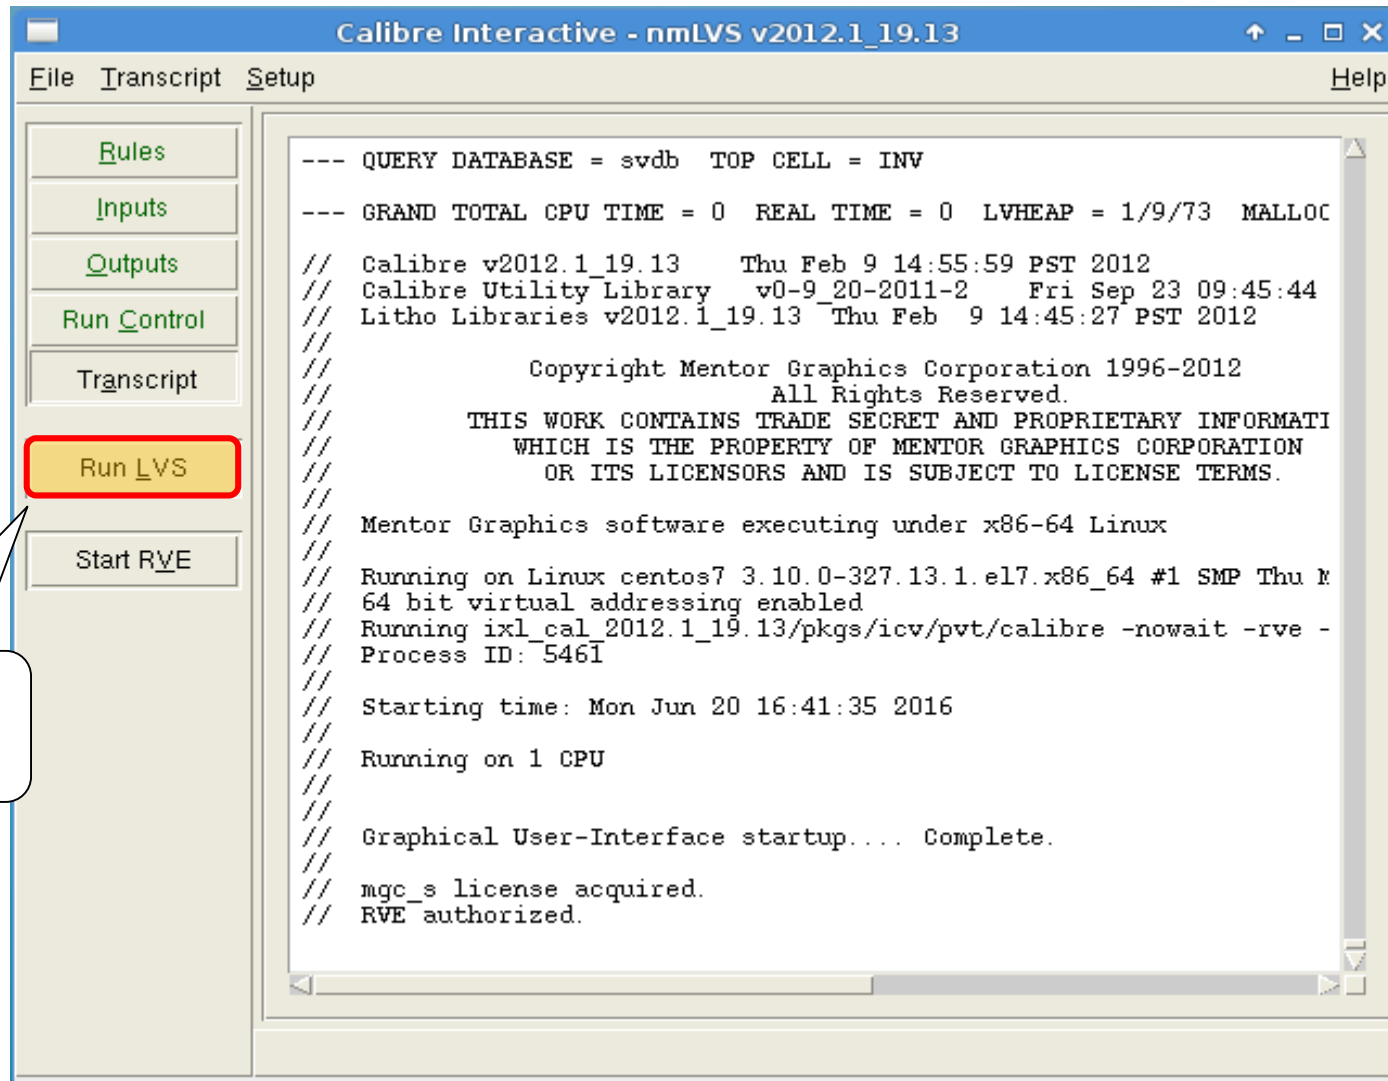 Calibre Interactive - nmLVS v2012.1_19.13
File Transcript Setup Help
Rules
Inputs
Outputs
Run Control
Transcript
Run LVS
Start RVE
--- QUERY DATABASE = svdb TOP CELL = INV
--- GRAND TOTAL CPU TIME = 0 REAL TIME = 0 LVHEAP = 1/9/73 MALLOC
// Calibre v2012.1_19.13 Thu Feb 9 14:55:59 PST 2012
// Calibre Utility Library v0-9_20-2011-2 Fri Sep 23 09:45:44
// Litho Libraries v2012.1_19.13 Thu Feb 9 14:45:27 PST 2012
//
// Copyright Mentor Graphics Corporation 1996-2012
// All Rights Reserved.
// THIS WORK CONTAINS TRADE SECRET AND PROPRIETARY INFORMATI
// WHICH IS THE PROPERTY OF MENTOR GRAPHICS CORPORATION
// OR ITS LICENSORS AND IS SUBJECT TO LICENSE TERMS.
//
// Mentor Graphics software executing under x86-64 Linux
//
// Running on Linux centos7 3.10.0-327.13.1.el7.x86_64 #1 SMP Thu M
// 64 bit virtual addressing enabled
// Running ixl_cal_2012.1_19.13/pkgs/icv/pvt/calibre -nowait -rve -
// Process ID: 5461
//
// Starting time: Mon Jun 20 16:41:35 2016
//
// Running on 1 CPU
//
//
// Graphical User-Interface startup.... Complete.
//
// mgc_s license acquired.
// RVE authorized.